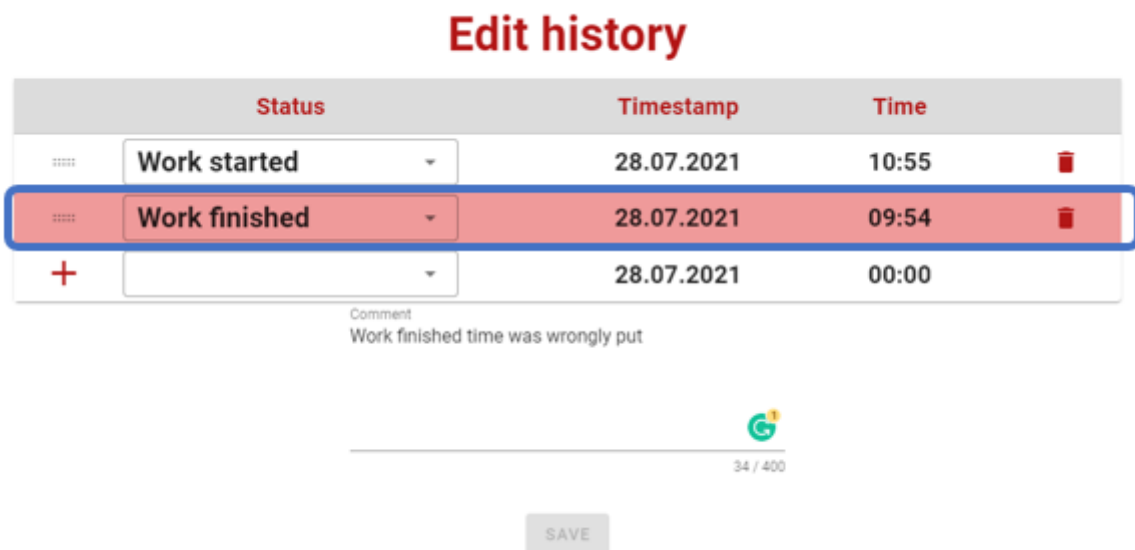 Edit history
Status Timestamp Time
Work started 28.07.2021 10:55
Work finished 28.07.2021 09:54
28.07.2021 00:00
Comment
Work finished time was wrongly put
1
34 / 400
SAVE